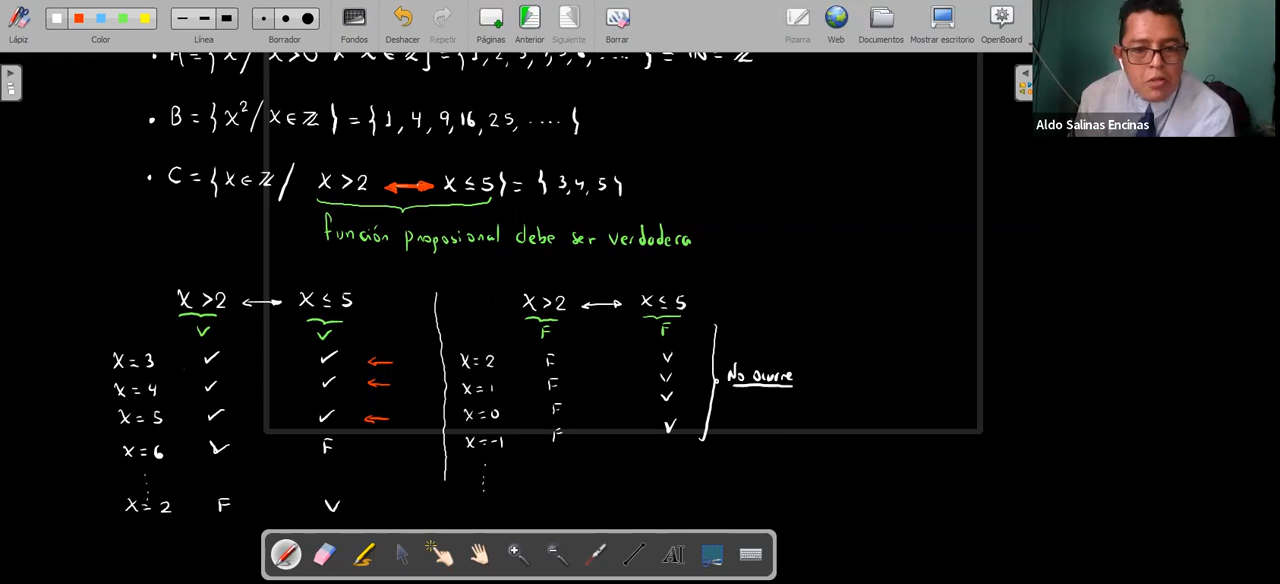 Lápiz Color Línea Borrador Fondos Deshacer Repetir Páginas Anterior Siguiente Borrar Pizarra Web Documentos Mostrar escritorio OpenBoard
Aldo Salinas Encinas
• B = { x² / x ∈ ℤ } = { 1, 4, 9, 16, 25, .... }
• C = { x ∈ ℤ / x > 2 ↔ x ≤ 5 } = { 3, 4, 5 }
función proposional debe ser verdadera
x > 2 ↔ x ≤ 5
V V
x = 3 ✓ ✓ ←
x = 4 ✓ ✓ ←
x = 5 ✓ ✓ ←
x = 6 ✓ F
⋮
x = 2 F V
x > 2 ↔ x ≤ 5
F F
x = 2 F V
x = 1 F V
x = 0 F V
x = -1 F V
⋮
No ocurre
AI